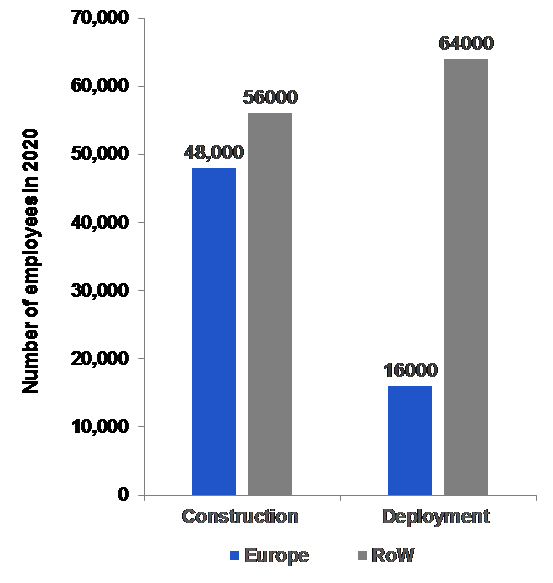 70,000
60,000
50,000
40,000
30,000
20,000
10,000
0
Number of employees in 2020
48,000
56000
16000
64000
Construction
Deployment
Europe
RoW